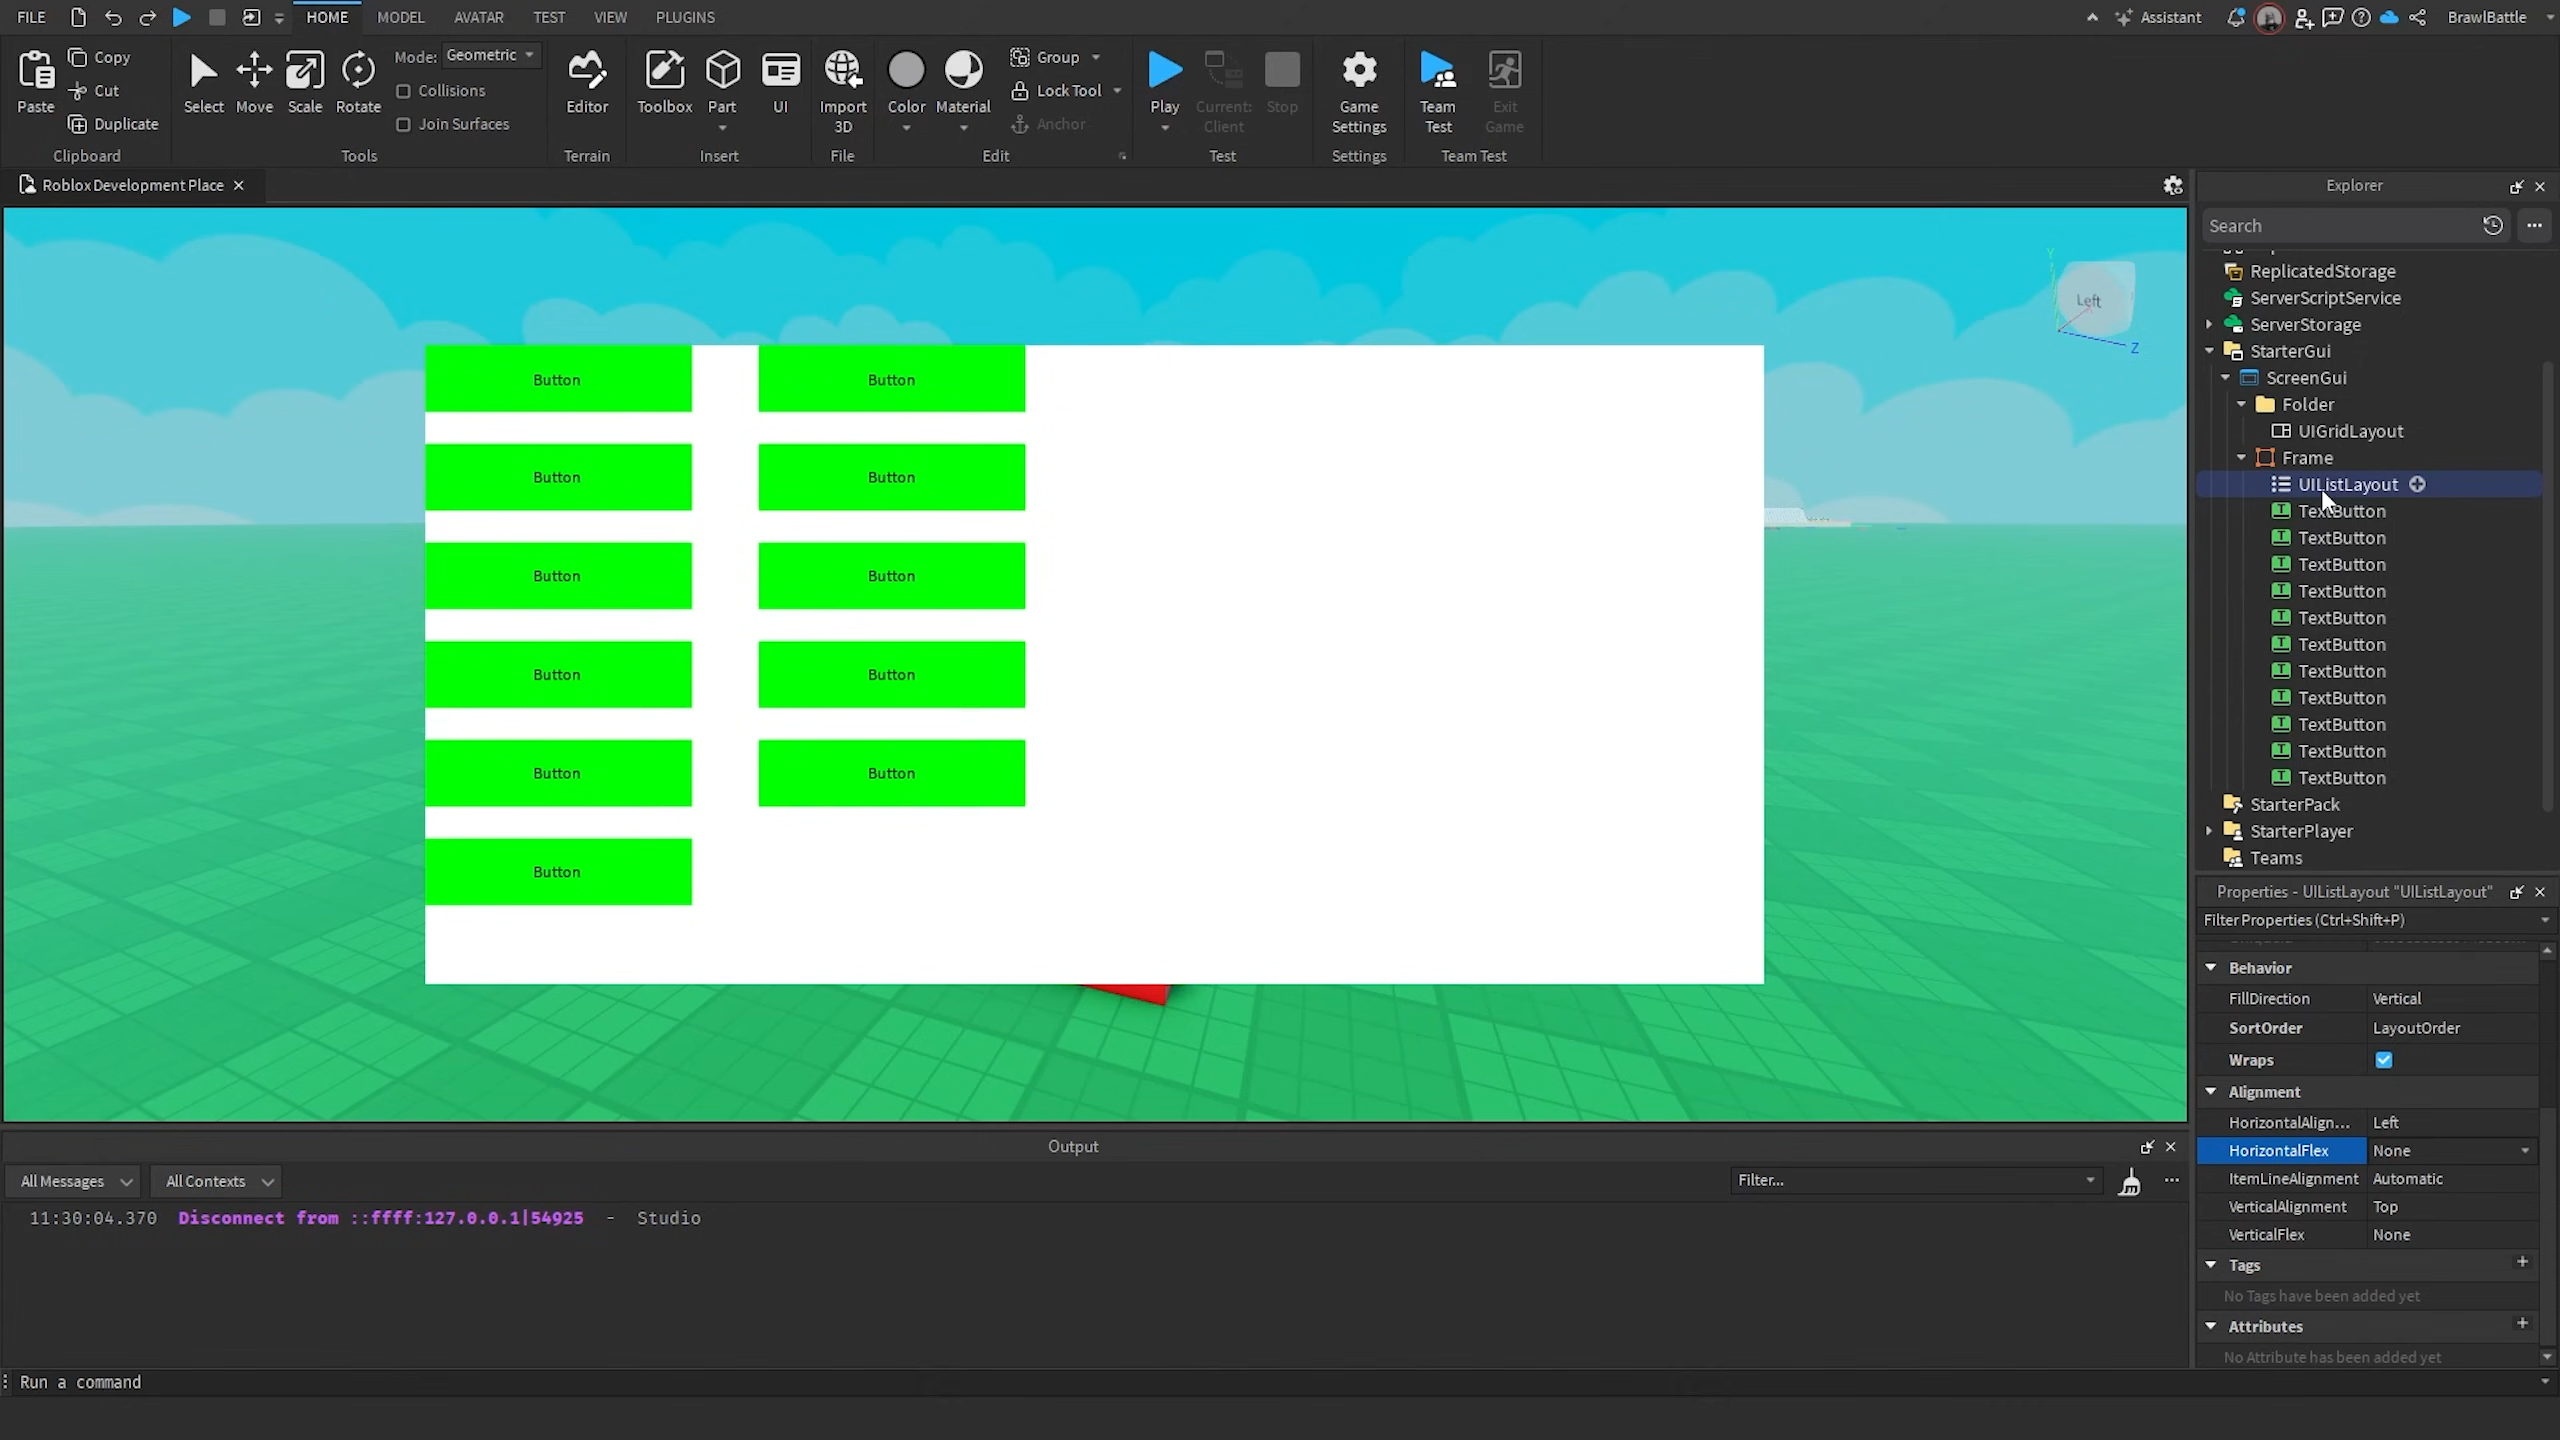 FILE HOME MODEL AVATAR TEST VIEW PLUGINS Assistant BrawlBattle
Paste Copy Cut Duplicate Clipboard
Select Move Scale Rotate Mode: Geometric Collisions Join Surfaces Tools
Editor Terrain
Toolbox Part UI Insert
Import 3D File
Color Material Group Lock Tool Anchor Edit
Play Current: Client Stop Test
Game Settings Settings
Team Test Exit Game Team Test
Roblox Development Place
Left
Y
Z
Button Button
Button Button
Button Button
Button Button
Button Button
Button
Explorer
Search
ReplicatedStorage
ServerScriptService
ServerStorage
StarterGui
ScreenGui
Folder
UIGridLayout
Frame
UIListLayout
TextButton
TextButton
TextButton
TextButton
TextButton
TextButton
TextButton
TextButton
TextButton
TextButton
TextButton
StarterPack
StarterPlayer
Teams
Properties - UIListLayout "UIListLayout"
Filter Properties (Ctrl+Shift+P)
Behavior
FillDirection Vertical
SortOrder LayoutOrder
Wraps
Alignment
HorizontalAlign... Left
HorizontalFlex None
ItemLineAlignment Automatic
VerticalAlignment Top
VerticalFlex None
Tags
No Tags have been added yet
Attributes
No Attribute has been added yet
Output
All Messages All Contexts Filter...
11:30:04.370 Disconnect from ::ffff:127.0.0.1|54925 - Studio
Run a command